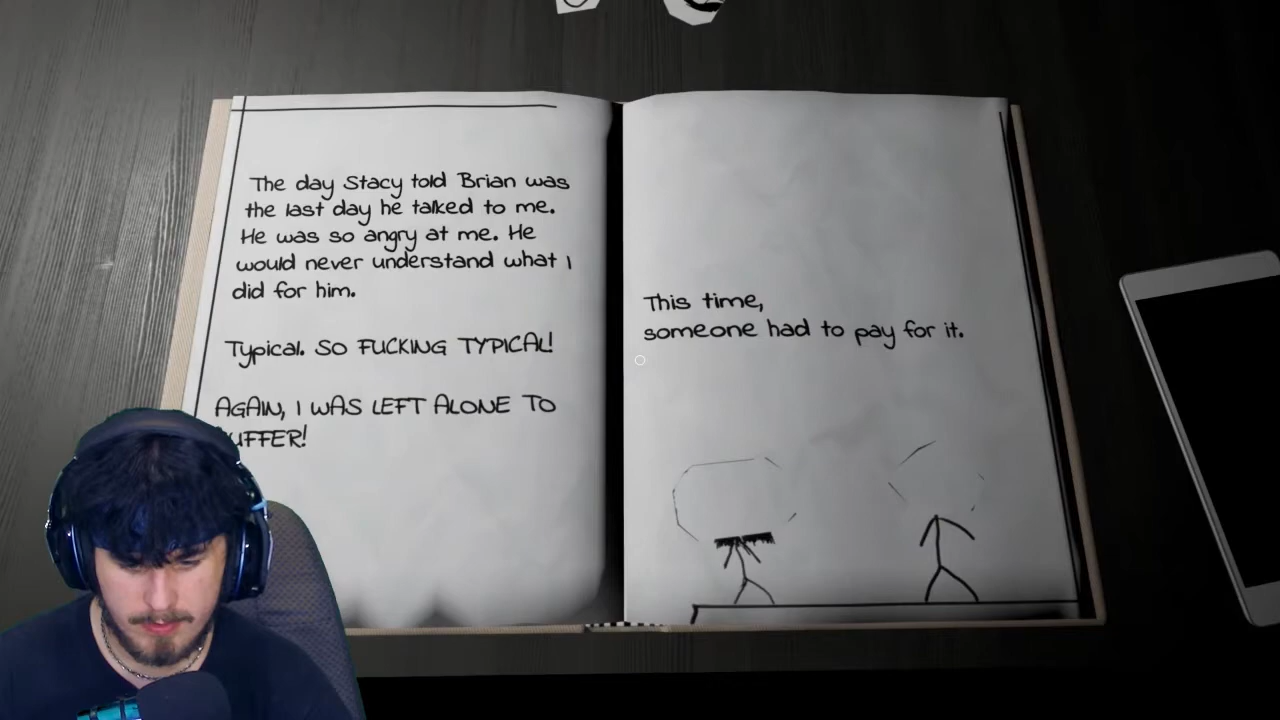 The day Stacy told Brian was
the last day he talked to me.
He was so angry at me. He
would never understand what I
did for him.
Typical. SO FUCKING TYPICAL!
AGAIN, I WAS LEFT ALONE TO
UFFER!
This time,
someone had to pay for it.